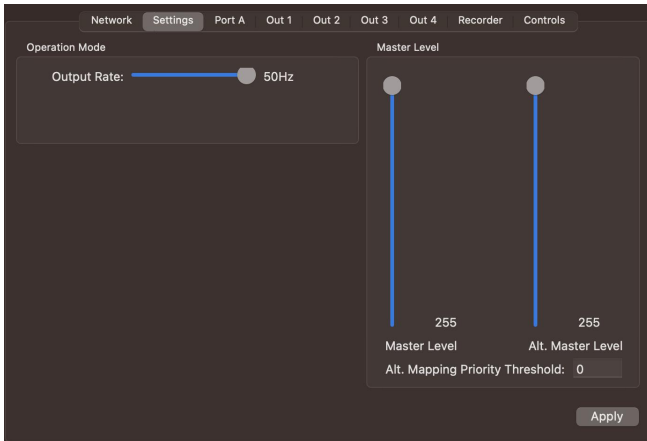 Network Settings Port A Out 1 Out 2 Out 3 Out 4 Recorder Controls
Operation Mode
Output Rate: 50Hz
Master Level
255 255
Master Level Alt. Master Level
Alt. Mapping Priority Threshold: 0
Apply